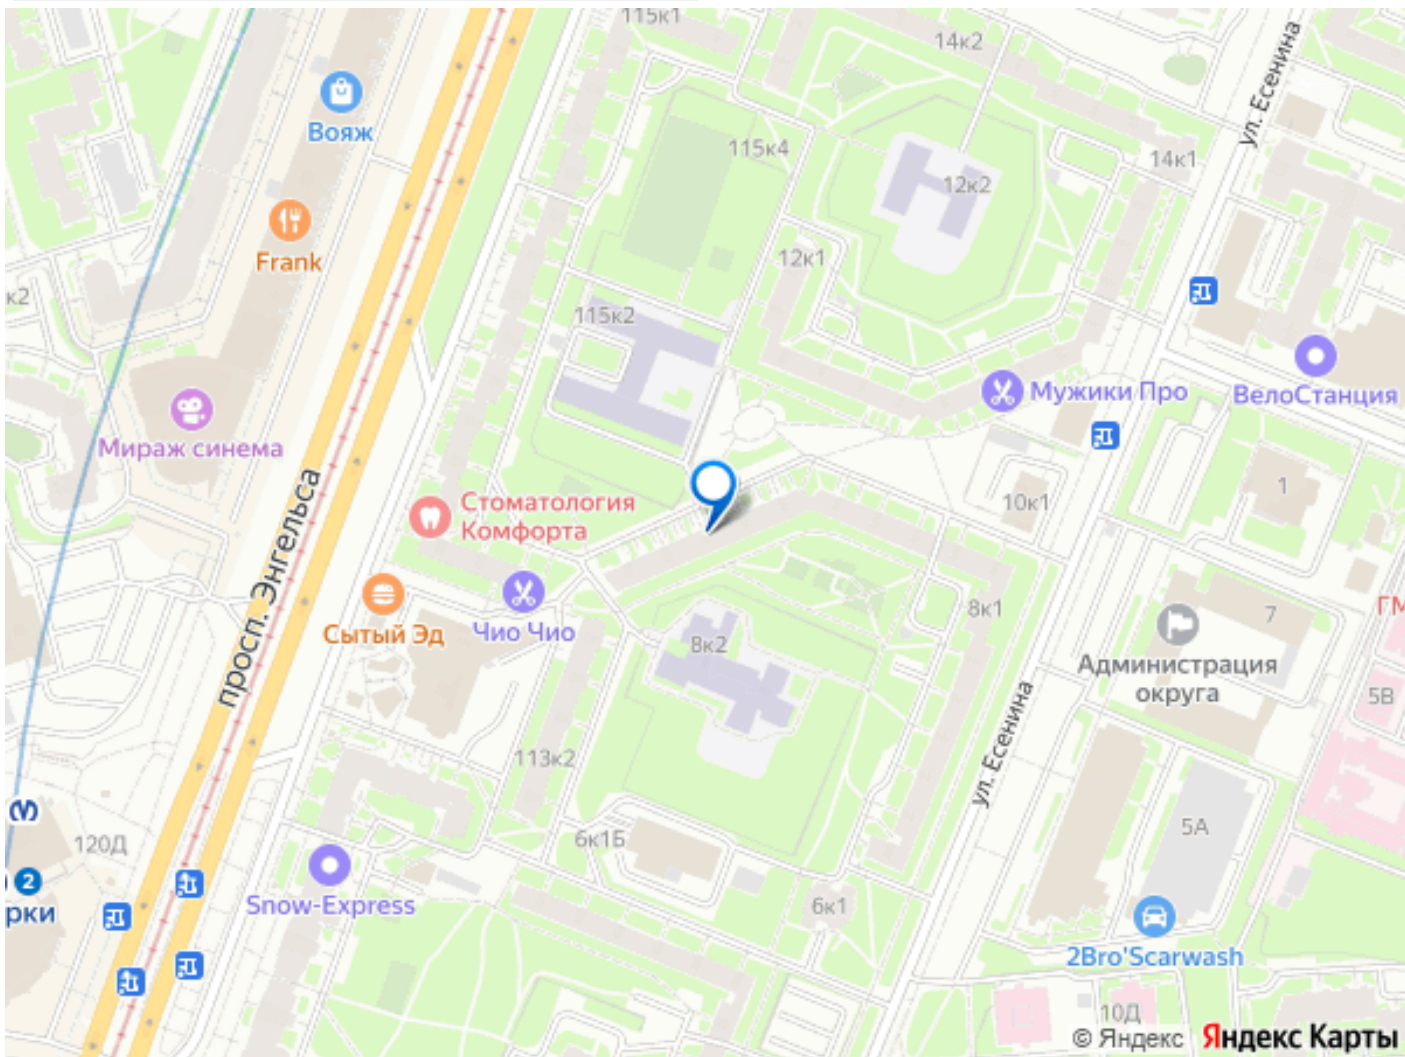 115к1
14к2
ул. Есенина
Вояж
115к4
14к1
12к2
Frank
12к1
к2
115к2
Мужики Про
ВелоСтанция
Мираж синема
просп. Энгельса
Стоматология
Комфорта
10к1
1
Сытый Эд
Чио Чио
8к2
8к1
7
ГМ
Администрация
округа
5В
ул. Есенина
113к2
120Д
6к1Б
5А
2
рки
Snow-Express
6к1
2Bro'Scarwash
10Д
© Яндекс Яндекс Карты